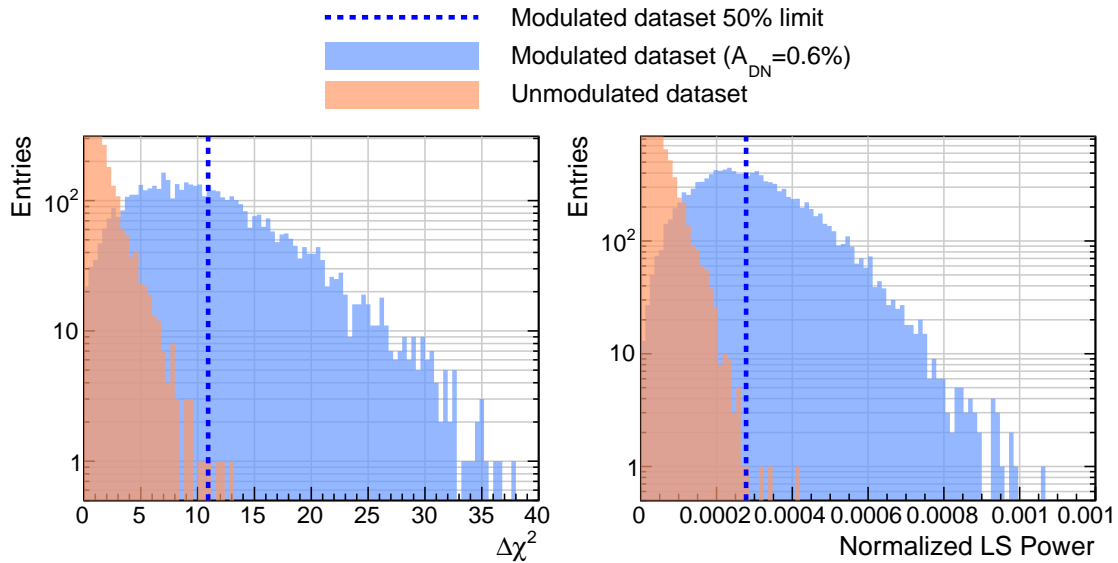 Modulated dataset 50% limit
Modulated dataset (A_DN=0.6%)
Unmodulated dataset
Entries
10²
10
1
0 5 10 15 20 25 30 35 40
Δχ²
Entries
10²
10
1
0 0.0002 0.0004 0.0006 0.0008 0.001 0.001
Normalized LS Power